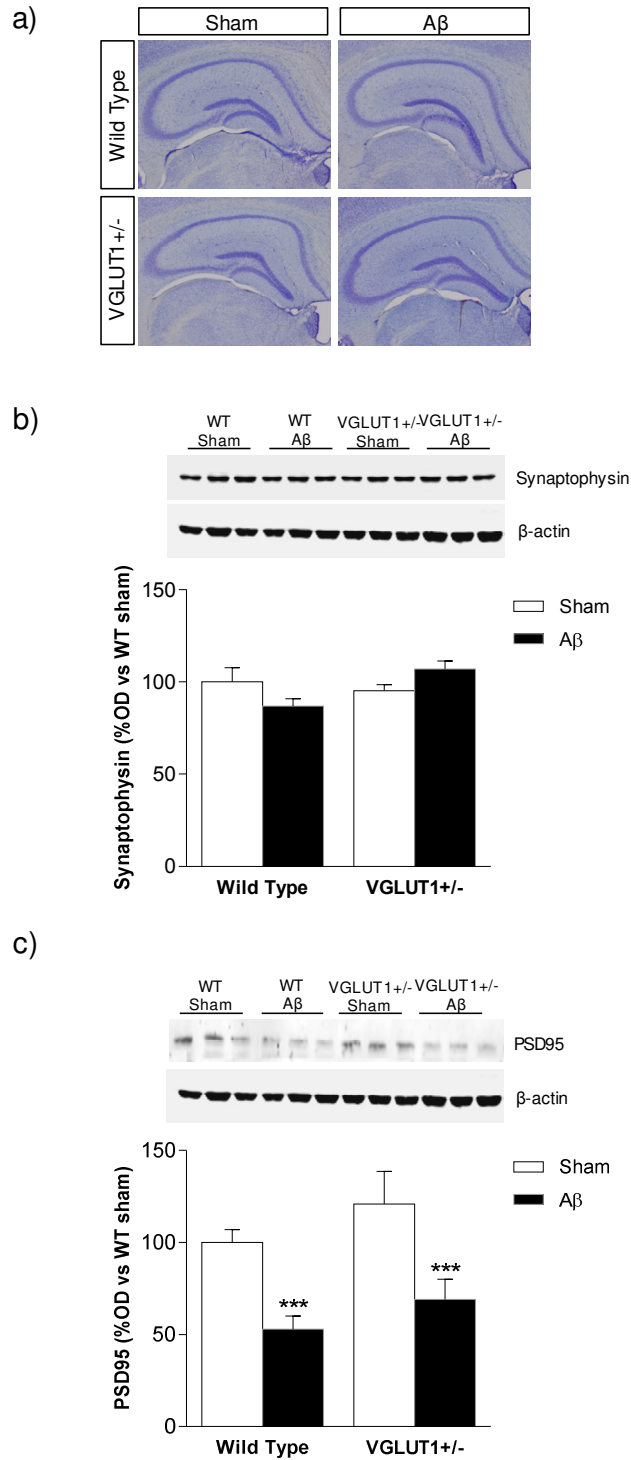 a)
Sham
Aβ
Wild Type
VGLUT1+/-
b)
WT
Sham
WT
Aβ
VGLUT1+/-
Sham
VGLUT1+/-
Aβ
Synaptophysin
β-actin
Synaptophysin (%OD vs WT sham)
150
100
50
0
Sham
Aβ
Wild Type
VGLUT1+/-
c)
WT
Sham
WT
Aβ
VGLUT1+/-
Sham
VGLUT1+/-
Aβ
PSD95
β-actin
PSD95 (%OD vs WT sham)
150
100
50
0
Sham
Aβ
***
***
Wild Type
VGLUT1+/-